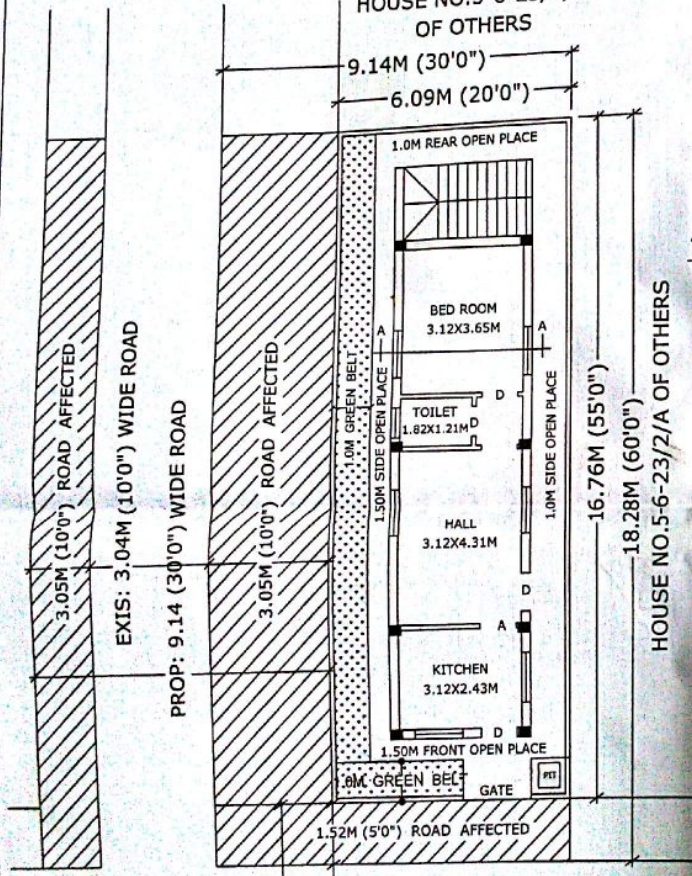 OF OTHERS
9.14M (30'0")
6.09M (20'0")
1.0M REAR OPEN PLACE
BED ROOM
3.12X3.65M
A
A
D
TOILET
1.82X1.21M
D
1.0M GREEN BELT
1.50M SIDE OPEN PLACE
1.0M SIDE OPEN PLACE
HALL
3.12X4.31M
D
A
KITCHEN
3.12X2.43M
D
1.50M FRONT OPEN PLACE
GREEN BELT
GATE
PIT
1.52M (5'0") ROAD AFFECTED
3.05M (10'0") ROAD AFFECTED
EXIS: 3.04M (10'0") WIDE ROAD
PROP: 9.14 (30'0") WIDE ROAD
3.05M (10'0") ROAD AFFECTED
16.76M (55'0")
18.28M (60'0")
HOUSE NO.5-6-23/2/A OF OTHERS